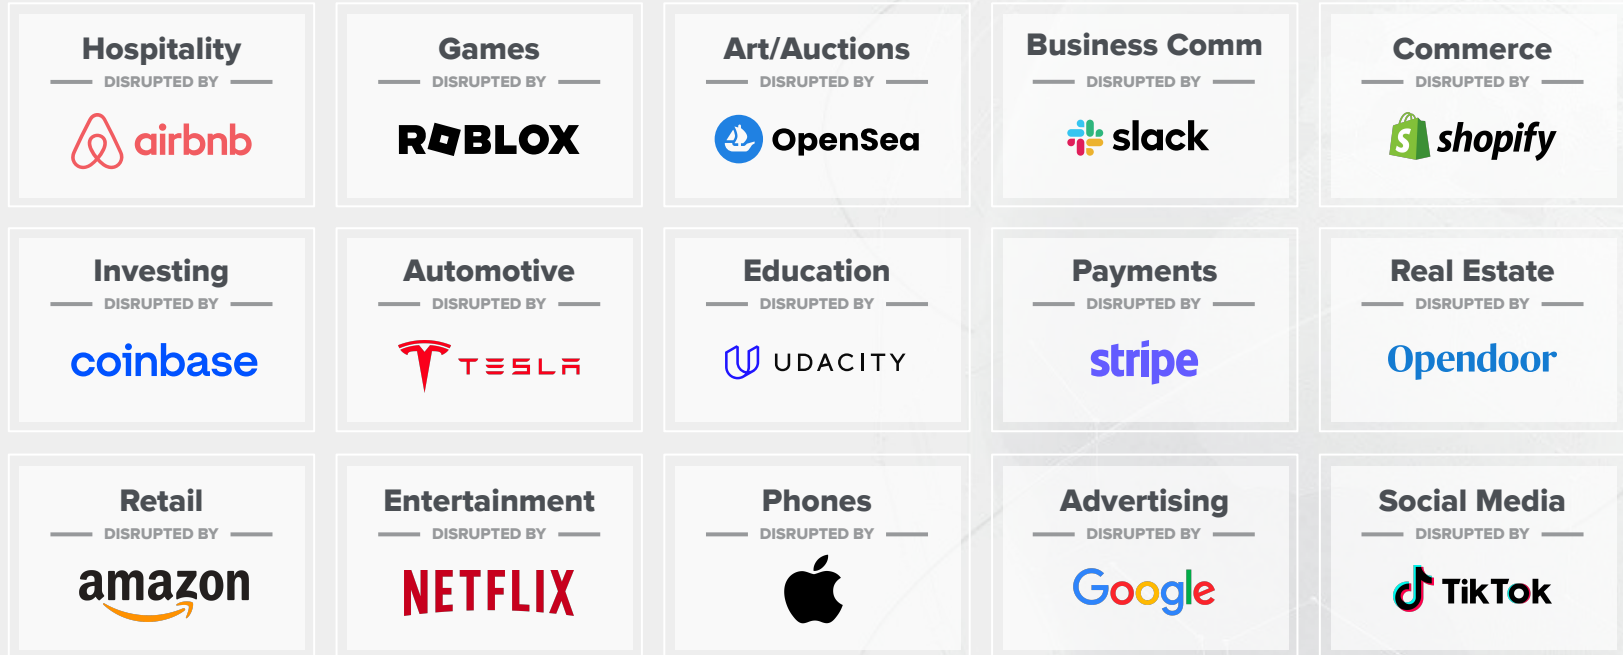 Hospitality
DISRUPTED BY
airbnb
Games
DISRUPTED BY
ROBLOX
Art/Auctions
DISRUPTED BY
OpenSea
Business Comm
DISRUPTED BY
slack
Commerce
DISRUPTED BY
shopify
Investing
DISRUPTED BY
coinbase
Automotive
DISRUPTED BY
TESLA
Education
DISRUPTED BY
UDACITY
Payments
DISRUPTED BY
stripe
Real Estate
DISRUPTED BY
Opendoor
Retail
DISRUPTED BY
amazon
Entertainment
DISRUPTED BY
NETFLIX
Phones
DISRUPTED BY
Advertising
DISRUPTED BY
Google
Social Media
DISRUPTED BY
TikTok